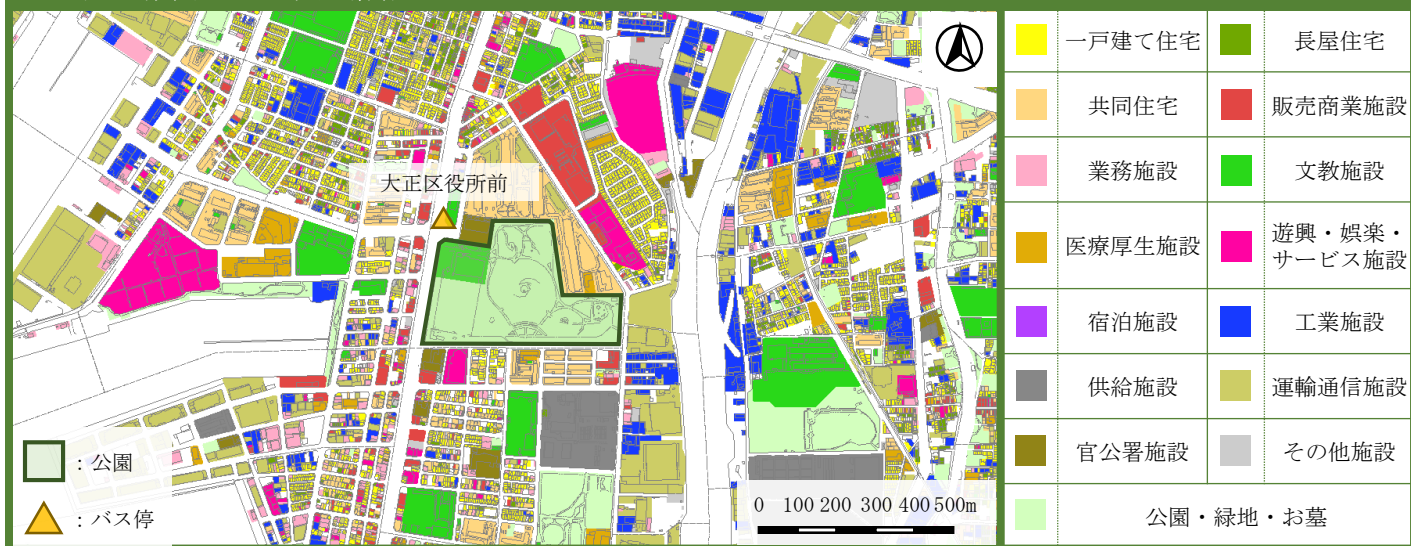 大正区役所前
:公園
:バス停
0 100 200 300 400 500m
一戸建て住宅
長屋住宅
共同住宅
販売商業施設
業務施設
文教施設
医療厚生施設
遊興・娯楽・
サービス施設
宿泊施設
工業施設
供給施設
運輸通信施設
官公署施設
その他施設
公園・緑地・お墓